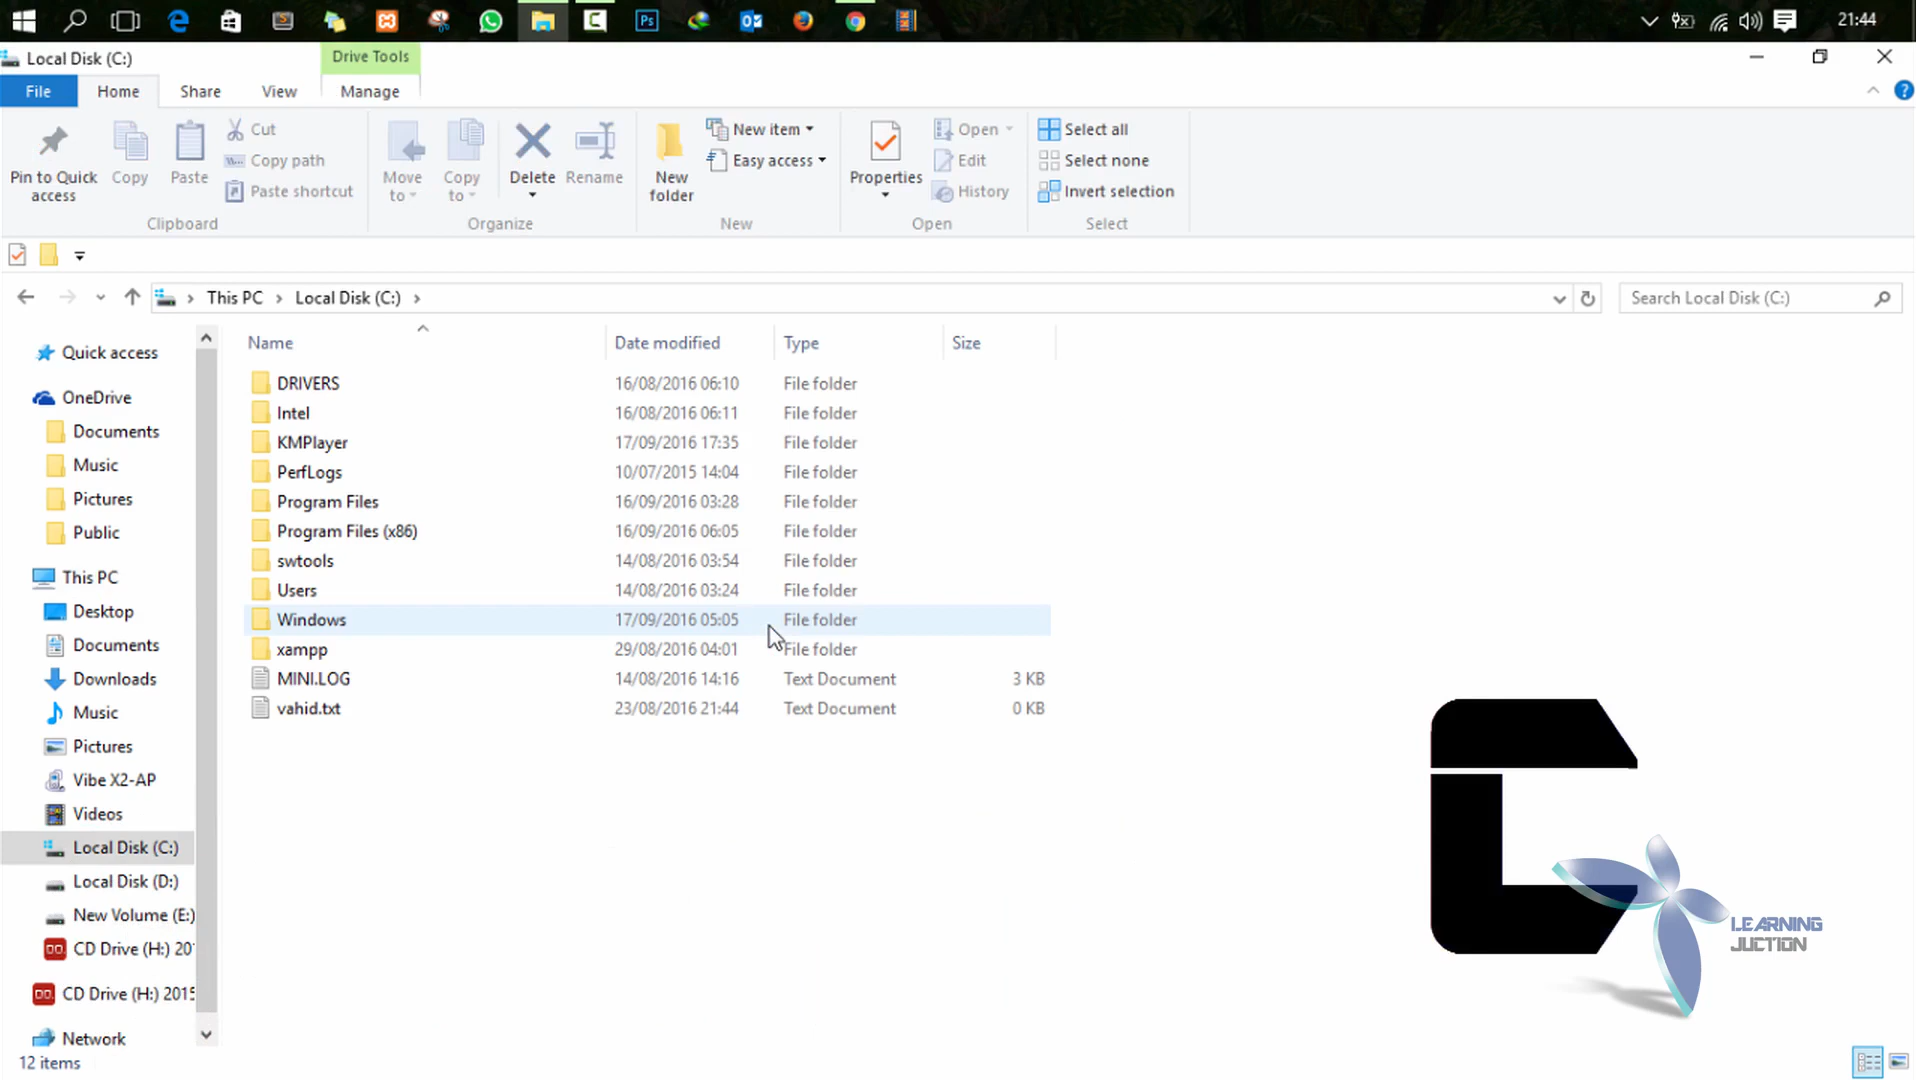 21:44
Local Disk (C:)
Drive Tools
File
Home
Share
View
Manage
Pin to Quick access
Copy
Paste
Cut
Copy path
Paste shortcut
Clipboard
Move to
Copy to
Delete
Rename
Organize
New folder
New item
Easy access
New
Properties
Open
Edit
History
Open
Select all
Select none
Invert selection
Select
This PC
Local Disk (C:)
Search Local Disk (C:)
Quick access
OneDrive
Documents
Music
Pictures
Public
This PC
Desktop
Documents
Downloads
Music
Pictures
Vibe X2-AP
Videos
Local Disk (C:)
Local Disk (D:)
New Volume (E:)
CD Drive (H:) 20
CD Drive (H:) 2015
Network
Name Date modified Type Size
DRIVERS 16/08/2016 06:10 File folder
Intel 16/08/2016 06:11 File folder
KMPlayer 17/09/2016 17:35 File folder
PerfLogs 10/07/2015 14:04 File folder
Program Files 16/09/2016 03:28 File folder
Program Files (x86) 16/09/2016 06:05 File folder
swtools 14/08/2016 03:54 File folder
Users 14/08/2016 03:24 File folder
Windows 17/09/2016 05:05 File folder
xampp 29/08/2016 04:01 File folder
MINI.LOG 14/08/2016 14:16 Text Document 3 KB
vahid.txt 23/08/2016 21:44 Text Document 0 KB
LEARNING
JUCTION
12 items